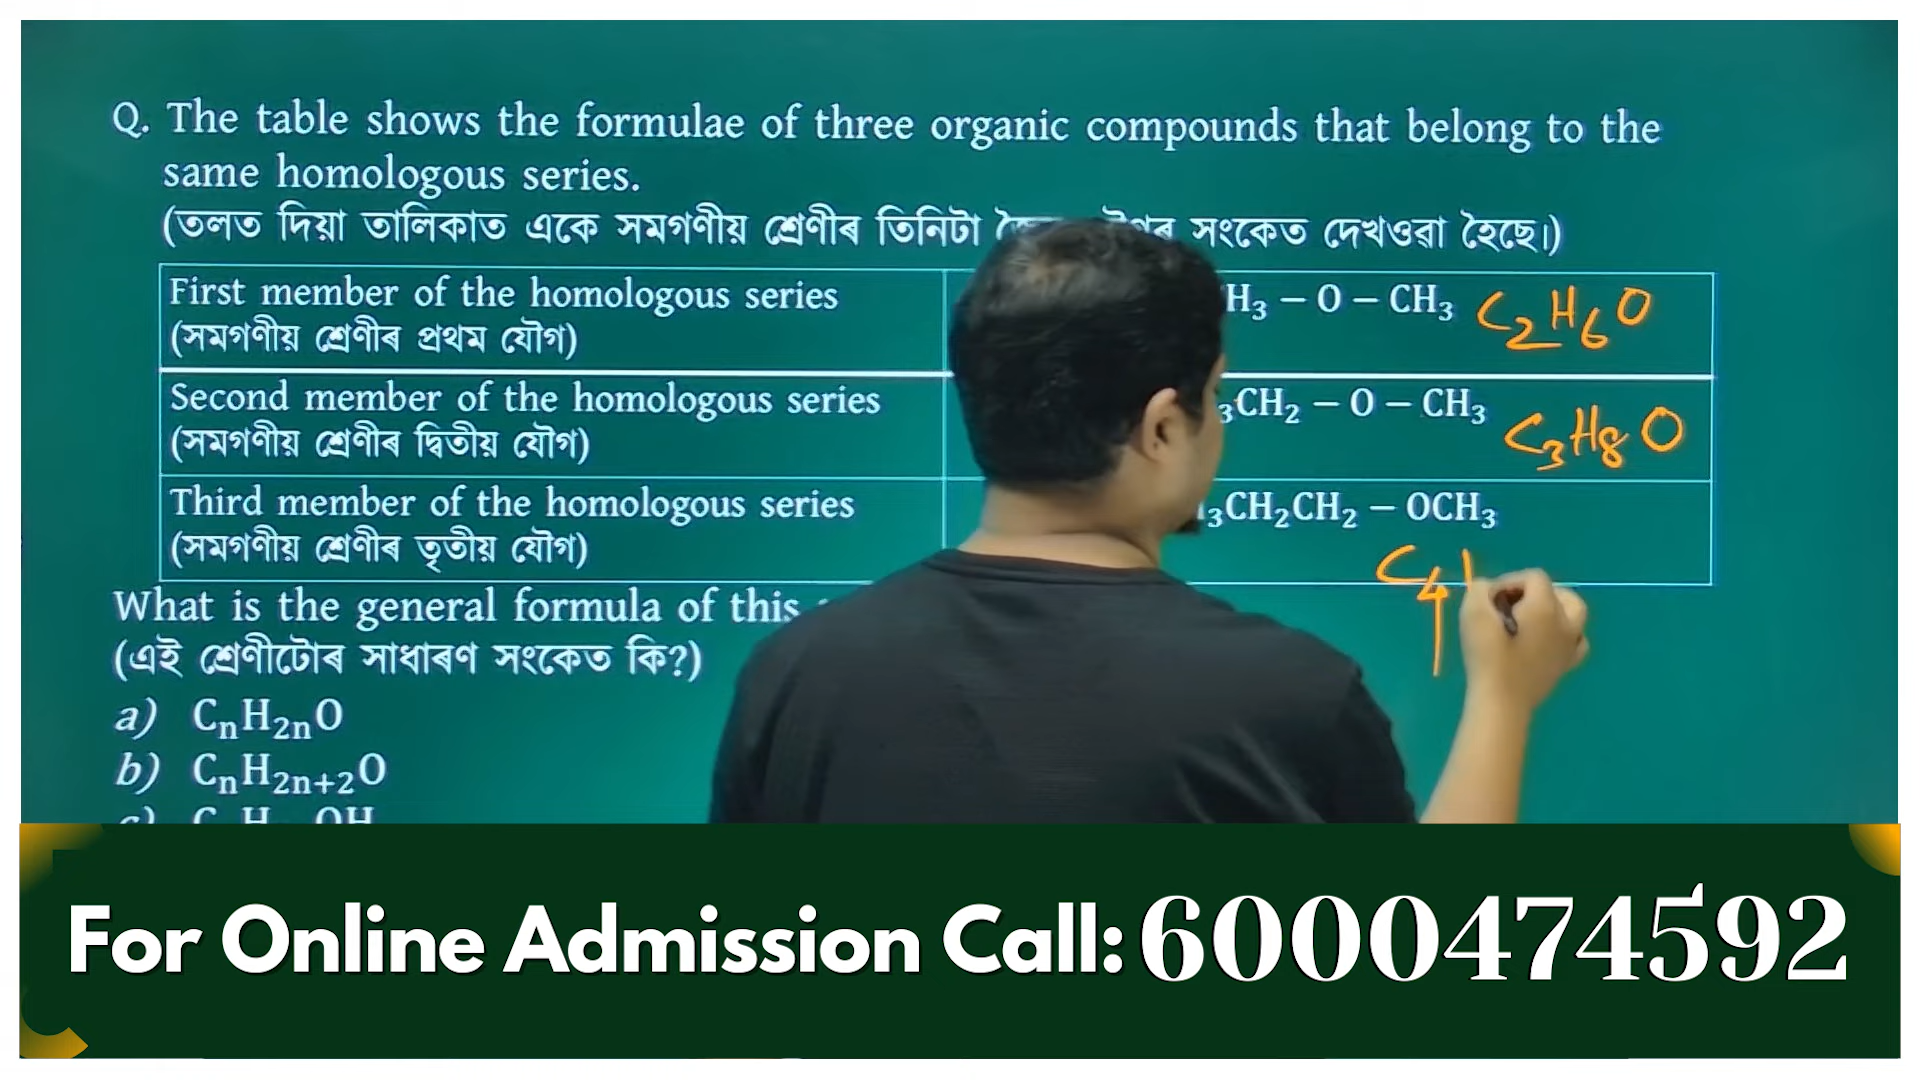 Q. The table shows the formulae of three organic compounds that belong to the
same homologous series.
(তলত দিয়া তালিকাত একে সমগণীয় শ্ৰেণীৰ তিনিটা সংকেত দেখওৱা হৈছে।)
First member of the homologous series
H₃ – O – CH₃ C₂H₆O
(সমগণীয় শ্ৰেণীৰ প্ৰথম যৌগ)
Second member of the homologous series
₃CH₂ – O – CH₃ C₃H₈O
(সমগণীয় শ্ৰেণীৰ দ্বিতীয় যৌগ)
Third member of the homologous series
₃CH₂CH₂ – OCH₃
(সমগণীয় শ্ৰেণীৰ তৃতীয় যৌগ)
C₄
What is the general formula of this
(এই শ্ৰেণীটোৰ সাধাৰণ সংকেত কি?)
a) CₙH₂ₙO
b) CₙH₂ₙ₊₂O
For Online Admission Call: 6000474592